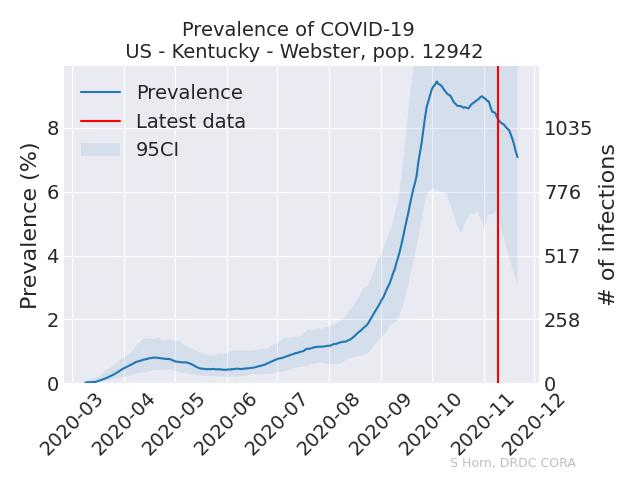 Prevalence of COVID-19
US - Kentucky - Webster, pop. 12942
Prevalence
Latest data
95CI
Prevalence (%)
8
6
4
2
0
1035
776
517
258
0
# of infections
2020-03
2020-04
2020-05
2020-06
2020-07
2020-08
2020-09
2020-10
2020-11
2020-12
S Horn, DRDC CORA